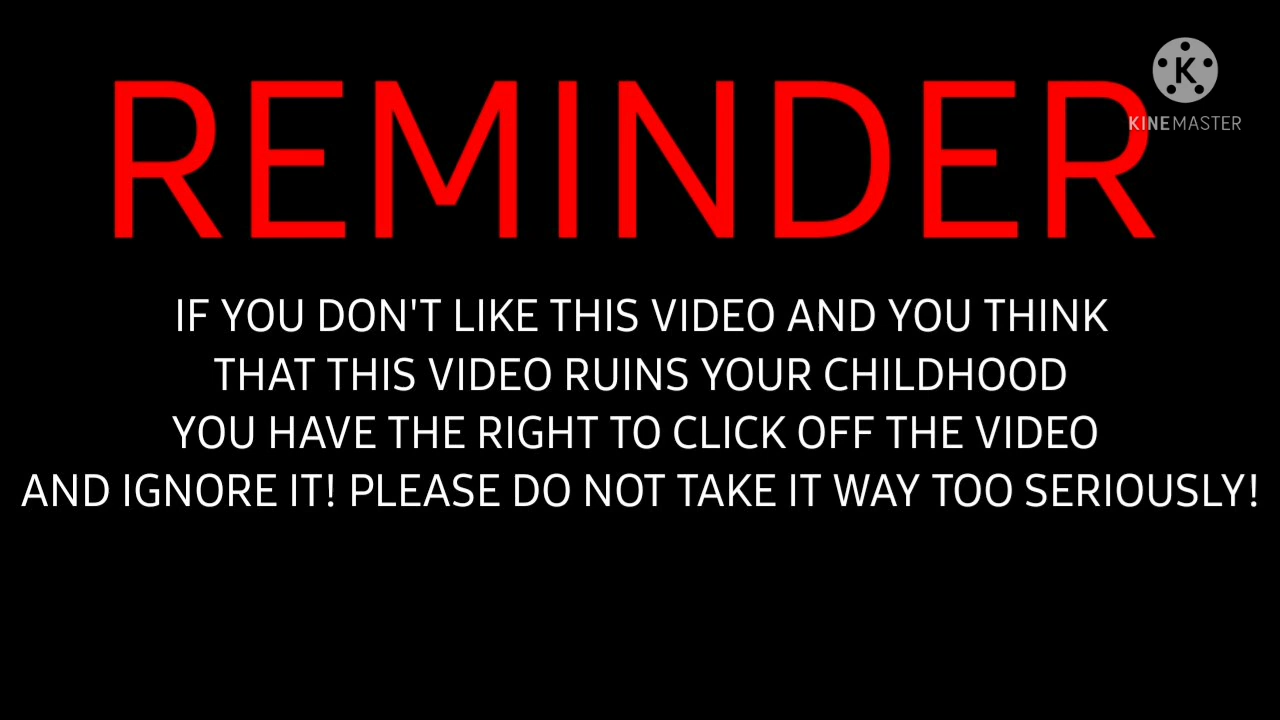 REMINDER
K
KINEMASTER
IF YOU DON'T LIKE THIS VIDEO AND YOU THINK
THAT THIS VIDEO RUINS YOUR CHILDHOOD
YOU HAVE THE RIGHT TO CLICK OFF THE VIDEO
AND IGNORE IT! PLEASE DO NOT TAKE IT WAY TOO SERIOUSLY!